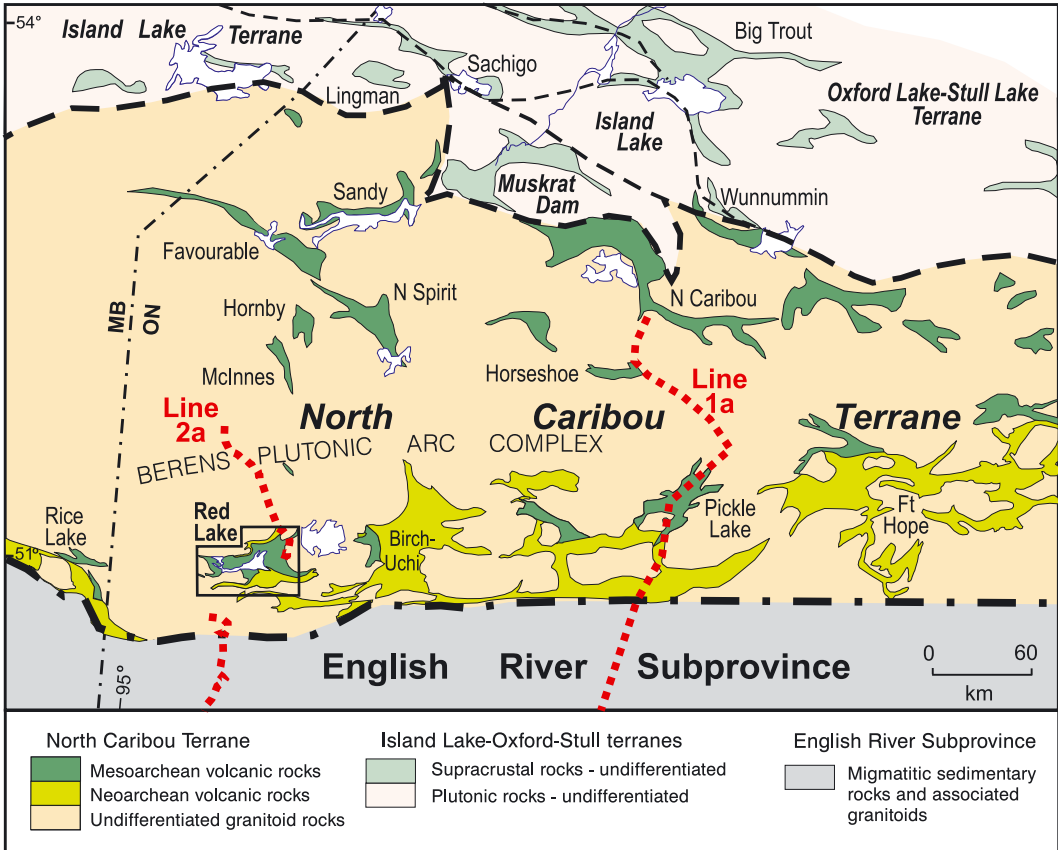 54°
Island Lake Terrane
Big Trout
Sachigo
Lingman
Oxford Lake-Stull Lake
Terrane
Island
Lake
Muskrat
Dam
Sandy
Wunnummin
Favourable
N Spirit
N Caribou
Hornby
MB
ON
McInnes
Horseshoe
Line
1a
Line
2a
North Caribou Terrane
BERENS PLUTONIC ARC COMPLEX
Red
Lake
Pickle
Lake
Ft
Hope
Rice
Lake
Birch-
Uchi
51°
English River Subprovince
95°
0 60
km
North Caribou Terrane
Mesoarchean volcanic rocks
Neoarchean volcanic rocks
Undifferentiated granitoid rocks
Island Lake-Oxford-Stull terranes
Supracrustal rocks - undifferentiated
Plutonic rocks - undifferentiated
English River Subprovince
Migmatitic sedimentary
rocks and associated
granitoids